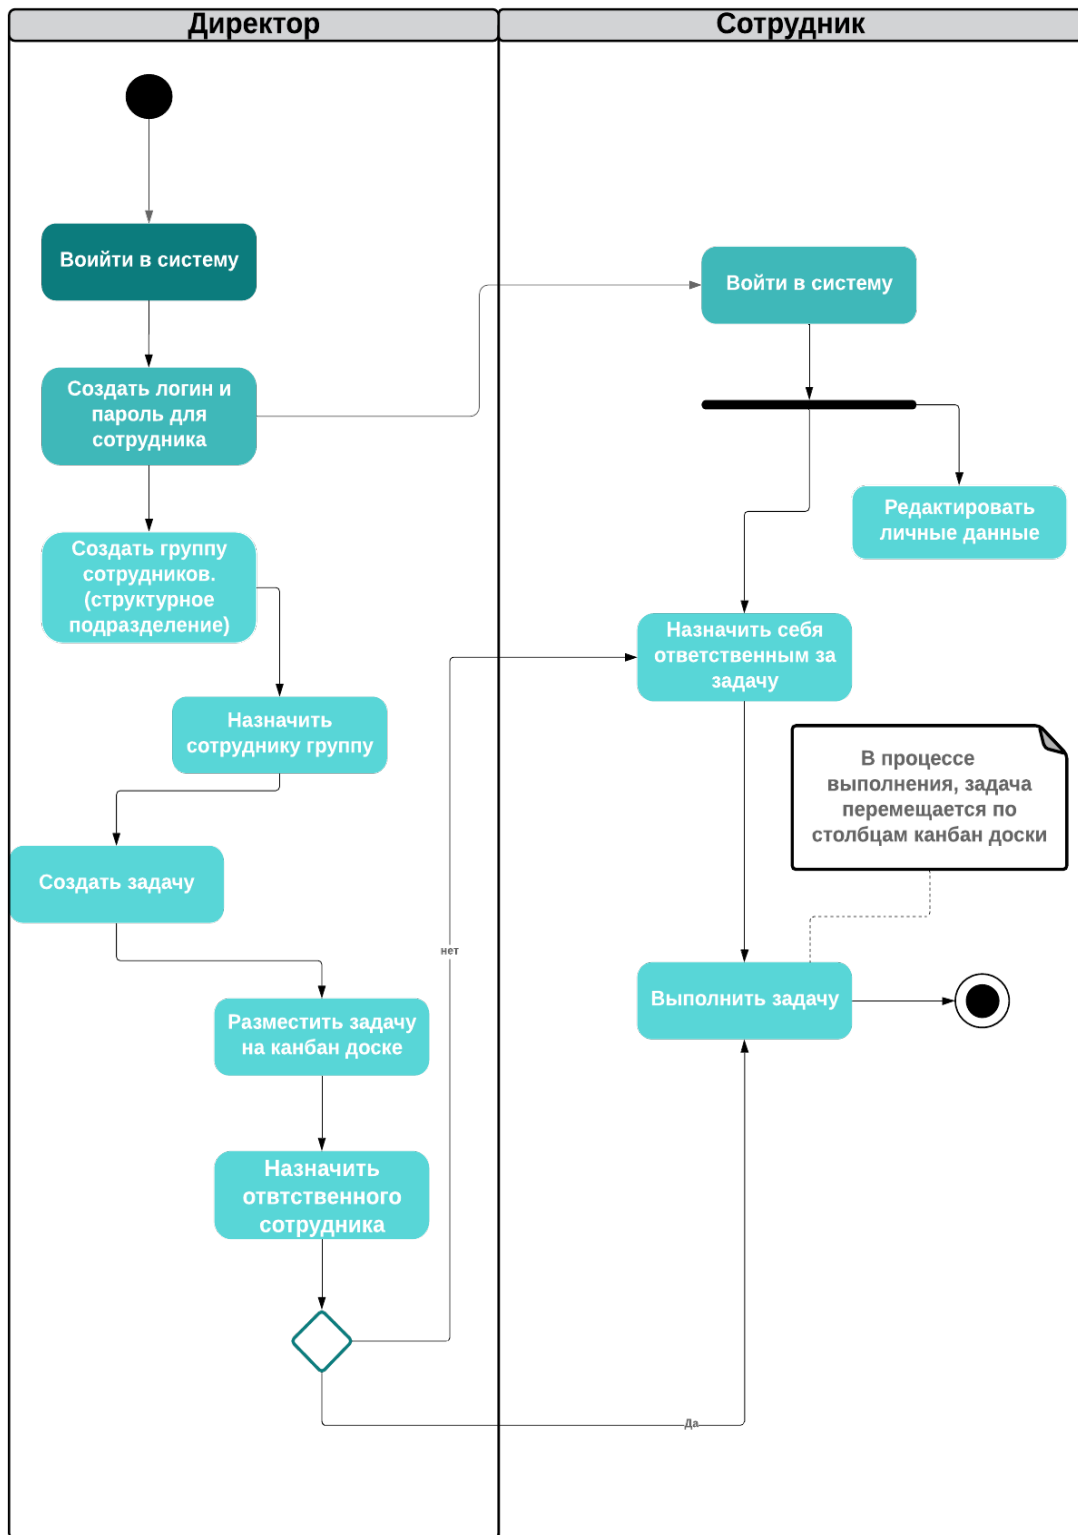 Директор
Сотрудник
Воийти в систему
Войти в систему
Создать логин и
пароль для
сотрудника
Редактировать
личные данные
Создать группу
сотрудников.
(структурное
подразделение)
Назначить себя
ответственным за
задачу
Назначить
сотруднику группу
В процессе
выполнения, задача
перемещается по
столбцам канбан доски
Создать задачу
нет
Выполнить задачу
Разместить задачу
на канбан доске
Назначить
отвтственного
сотрудника
Да